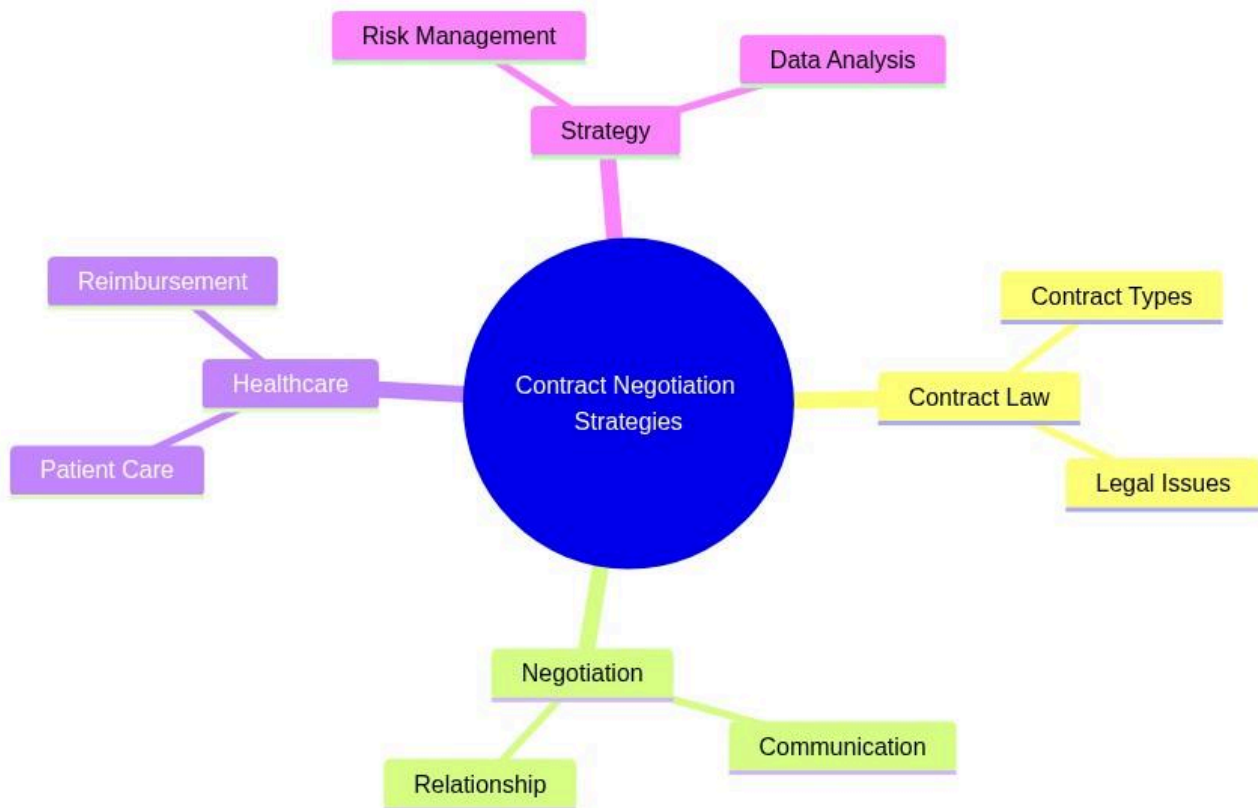 Risk Management
Data Analysis
Strategy
Reimbursement
Healthcare
Patient Care
Contract Negotiation
Strategies
Contract Types
Contract Law
Legal Issues
Negotiation
Communication
Relationship